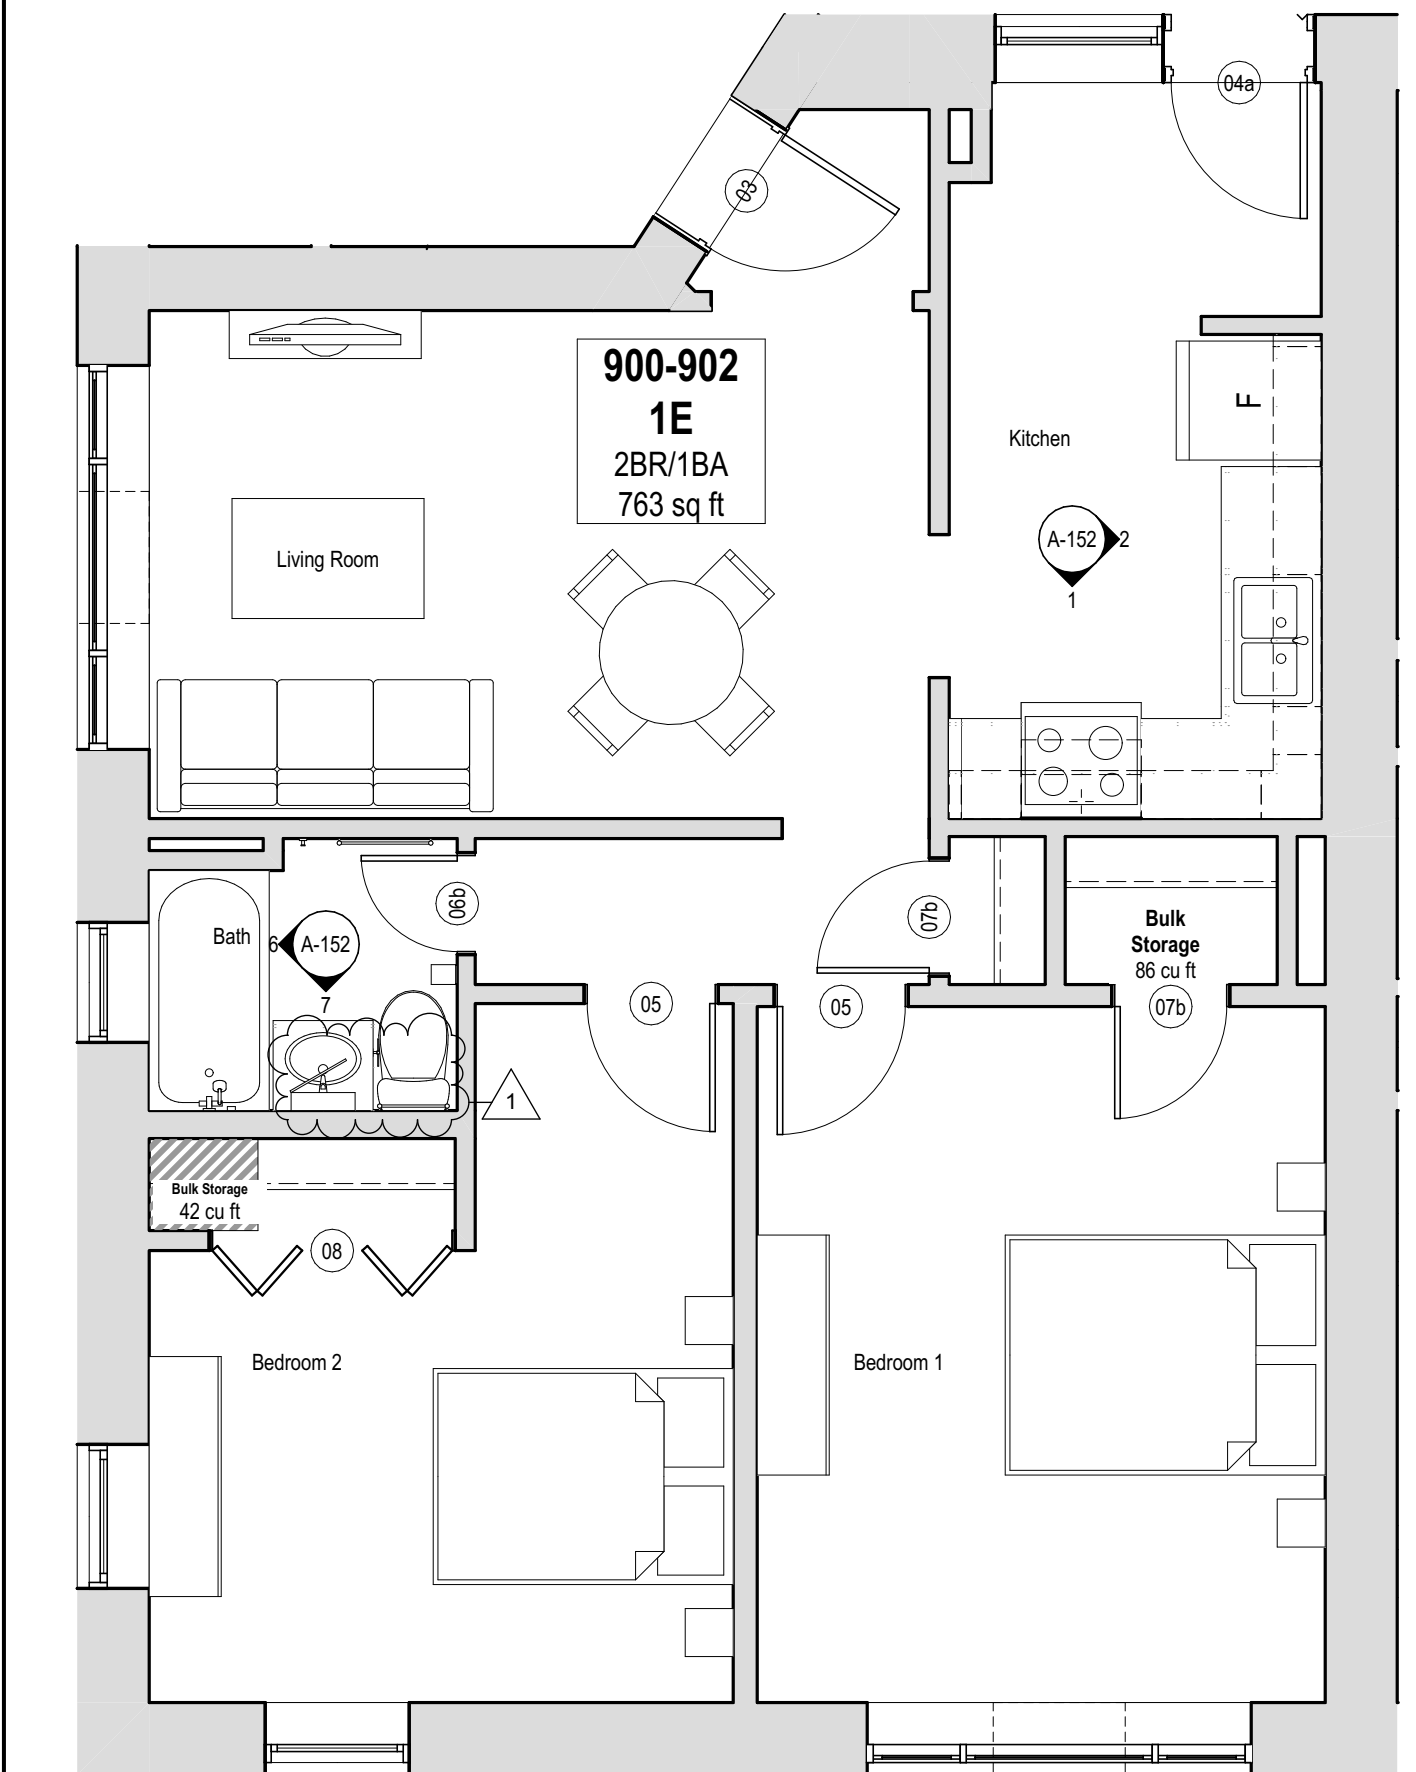 04a
03
900-902
1E
2BR/1BA
763 sq ft
F
Kitchen
A-152 2
1
Living Room
06b
07b
Bulk
Storage
86 cu ft
Bath 6 A-152
7
05
05
07b
1
Bulk Storage
42 cu ft
08
Bedroom 2
Bedroom 1